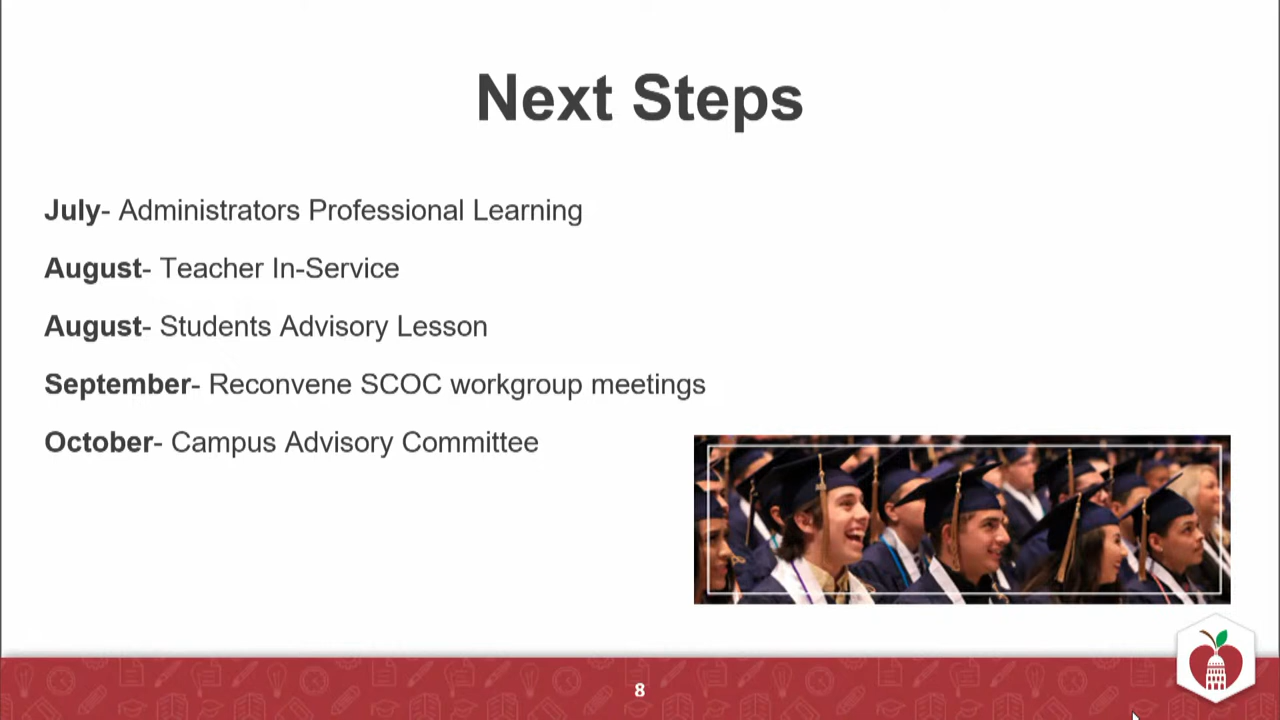 Next Steps
July- Administrators Professional Learning
August- Teacher In-Service
August- Students Advisory Lesson
September- Reconvene SCOC workgroup meetings
October- Campus Advisory Committee
8